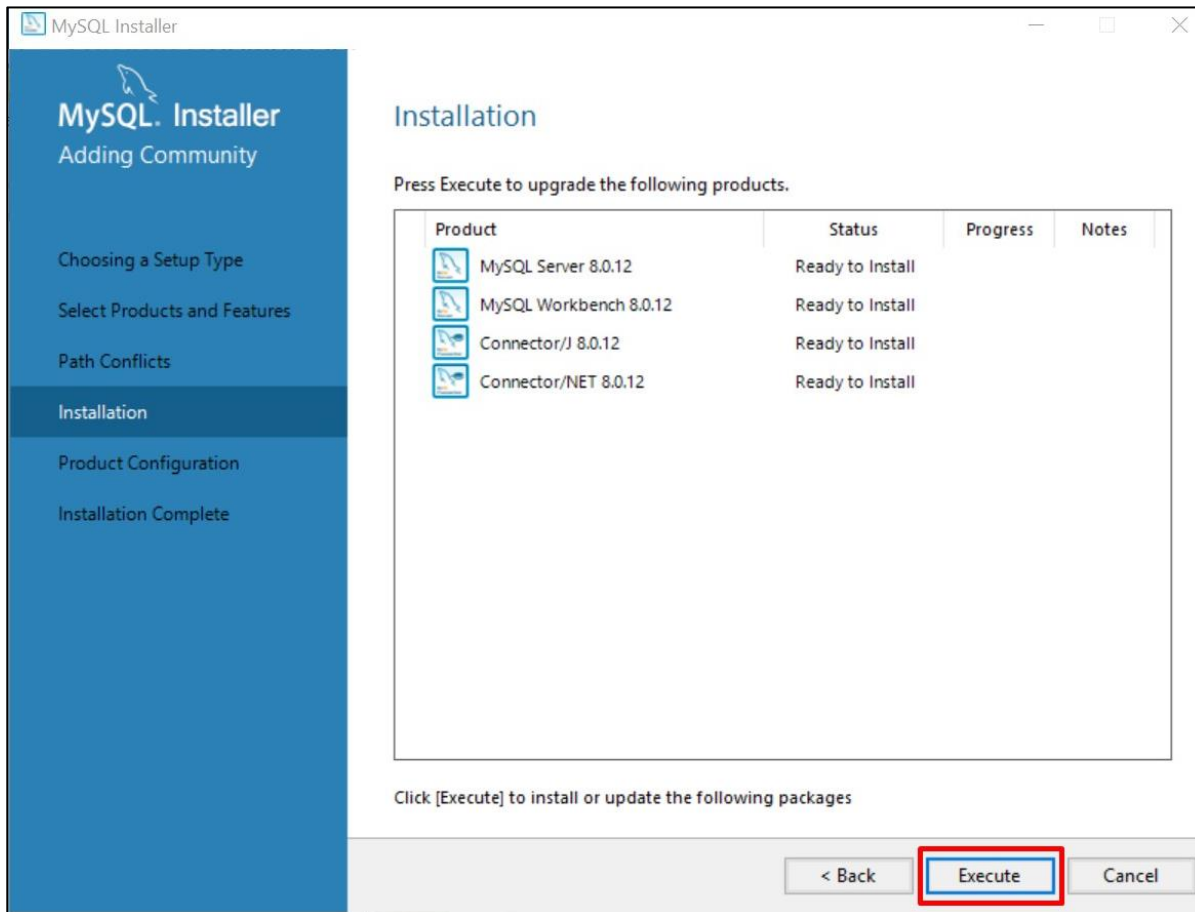 MySQL Installer
MySQL. Installer
Adding Community
Choosing a Setup Type
Select Products and Features
Path Conflicts
Installation
Product Configuration
Installation Complete
Installation
Press Execute to upgrade the following products.
Product Status Progress Notes
MySQL Server 8.0.12 Ready to Install
MySQL Workbench 8.0.12 Ready to Install
Connector/J 8.0.12 Ready to Install
Connector/NET 8.0.12 Ready to Install
Click [Execute] to install or update the following packages
< Back Execute Cancel